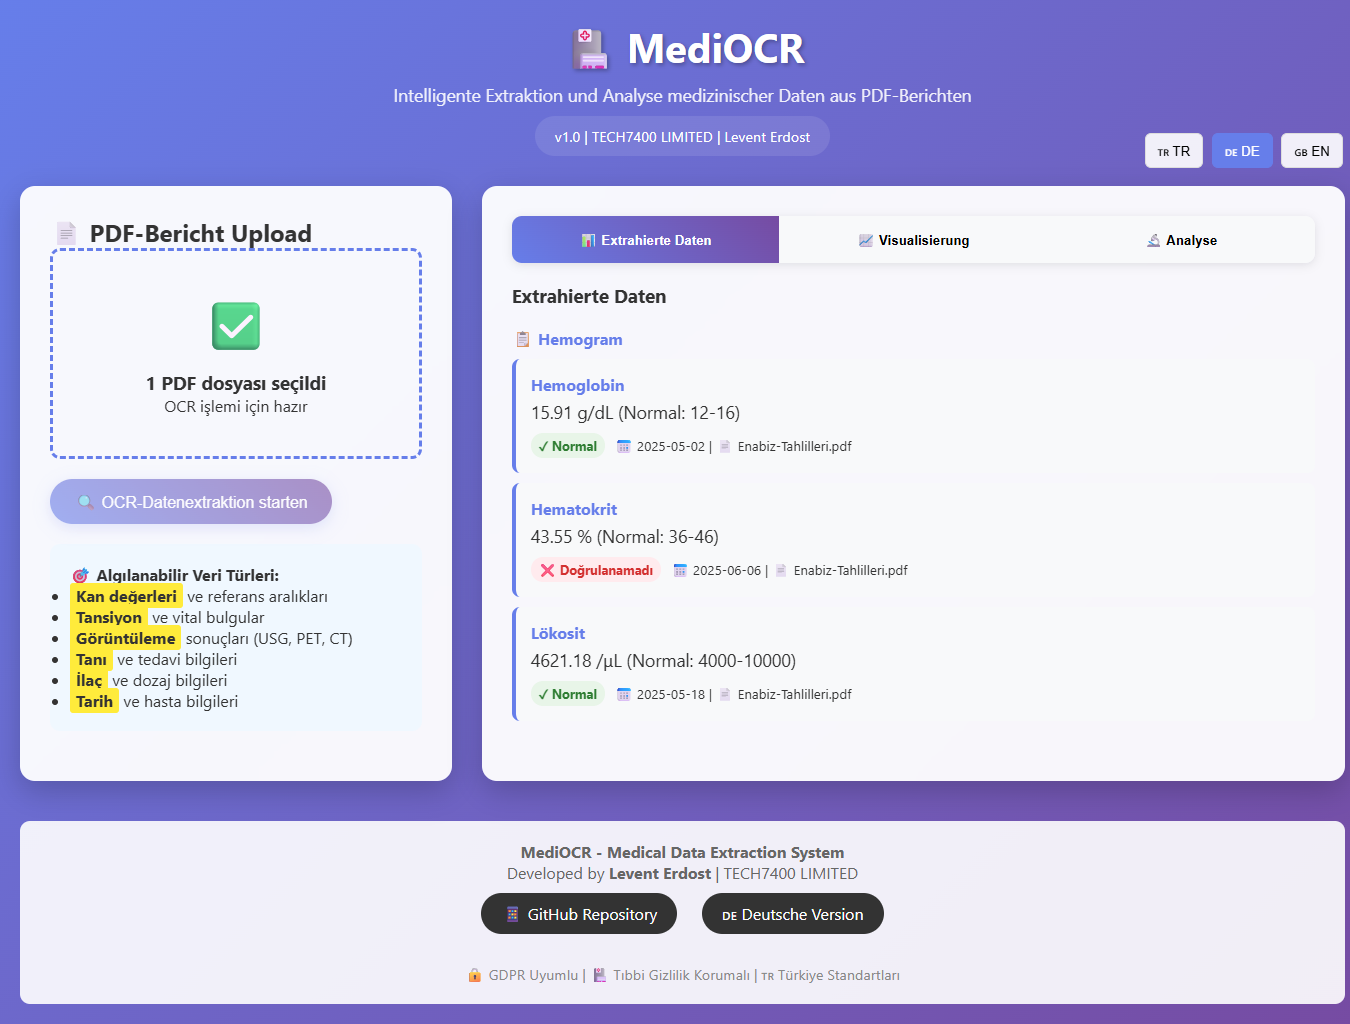 MediOCR
Intelligente Extraktion und Analyse medizinischer Daten aus PDF-Berichten
v1.0 | TECH7400 LIMITED | Levent Erdost
TR TR
DE DE
GB EN
PDF-Bericht Upload
1 PDF dosyası seçildi
OCR işlemi için hazır
OCR-Datenextraktion starten
Algılanabilir Veri Türleri:
Kan değerleri ve referans aralıkları
Tansiyon ve vital bulgular
Görüntüleme sonuçları (USG, PET, CT)
Tanı ve tedavi bilgileri
İlaç ve dozaj bilgileri
Tarih ve hasta bilgileri
Extrahierte Daten
Visualisierung
Analyse
Extrahierte Daten
Hemogram
Hemoglobin
15.91 g/dL (Normal: 12-16)
✓ Normal 2025-05-02 | Enabiz-Tahlilleri.pdf
Hematokrit
43.55 % (Normal: 36-46)
❌ Doğrulanamadı 2025-06-06 | Enabiz-Tahlilleri.pdf
Lökosit
4621.18 /µL (Normal: 4000-10000)
✓ Normal 2025-05-18 | Enabiz-Tahlilleri.pdf
MediOCR - Medical Data Extraction System
Developed by Levent Erdost | TECH7400 LIMITED
GitHub Repository
DE Deutsche Version
GDPR Uyumlu | Tıbbi Gizlilik Korumalı | TR Türkiye Standartları